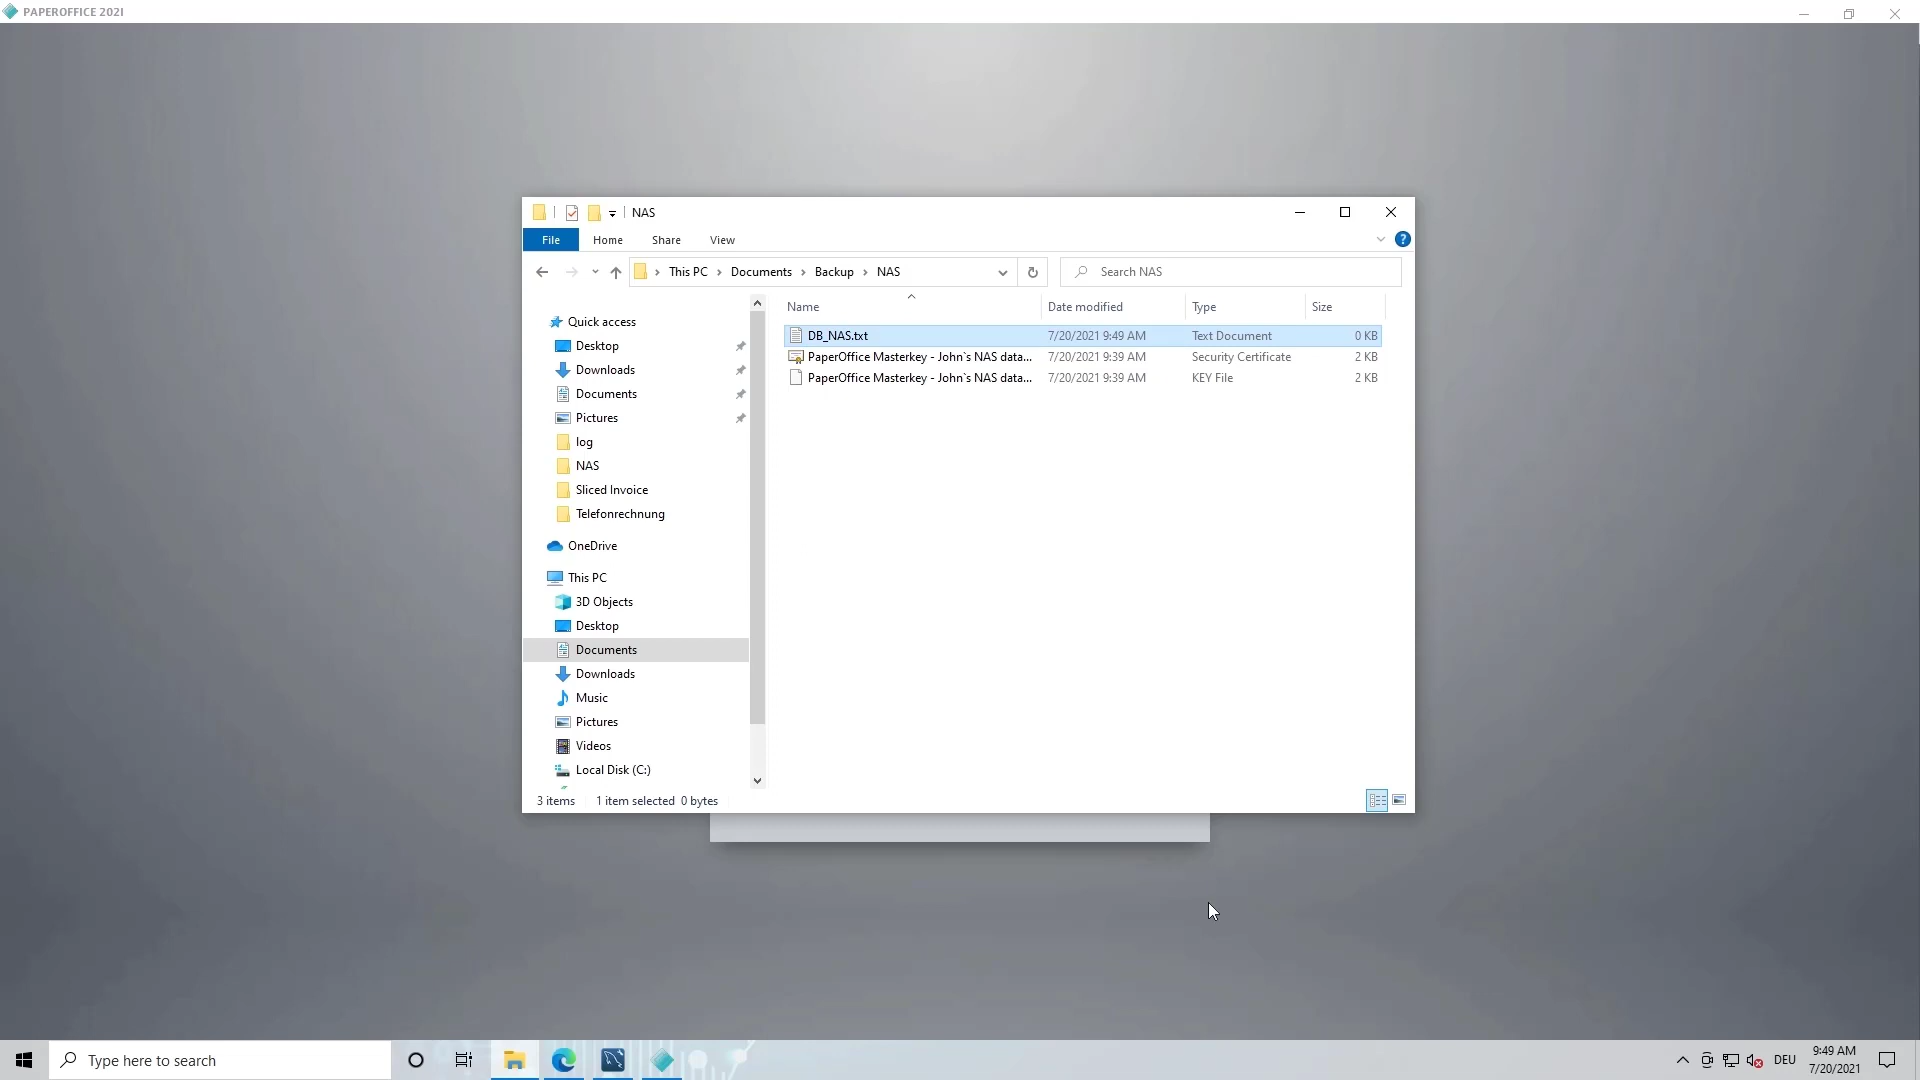 PAPEROFFICE 2021
NAS
File Home Share View
This PC Documents Backup NAS
Search NAS
Name Date modified Type Size
Quick access
Desktop
Downloads
Documents
Pictures
log
NAS
Sliced Invoice
Telefonrechnung
OneDrive
This PC
3D Objects
Desktop
Documents
Downloads
Music
Pictures
Videos
Local Disk (C:)
DB_NAS.txt 7/20/2021 9:49 AM Text Document 0 KB
PaperOffice Masterkey - John`s NAS data... 7/20/2021 9:39 AM Security Certificate 2 KB
PaperOffice Masterkey - John`s NAS data... 7/20/2021 9:39 AM KEY File 2 KB
3 items 1 item selected 0 bytes
Type here to search
DEU
9:49 AM
7/20/2021